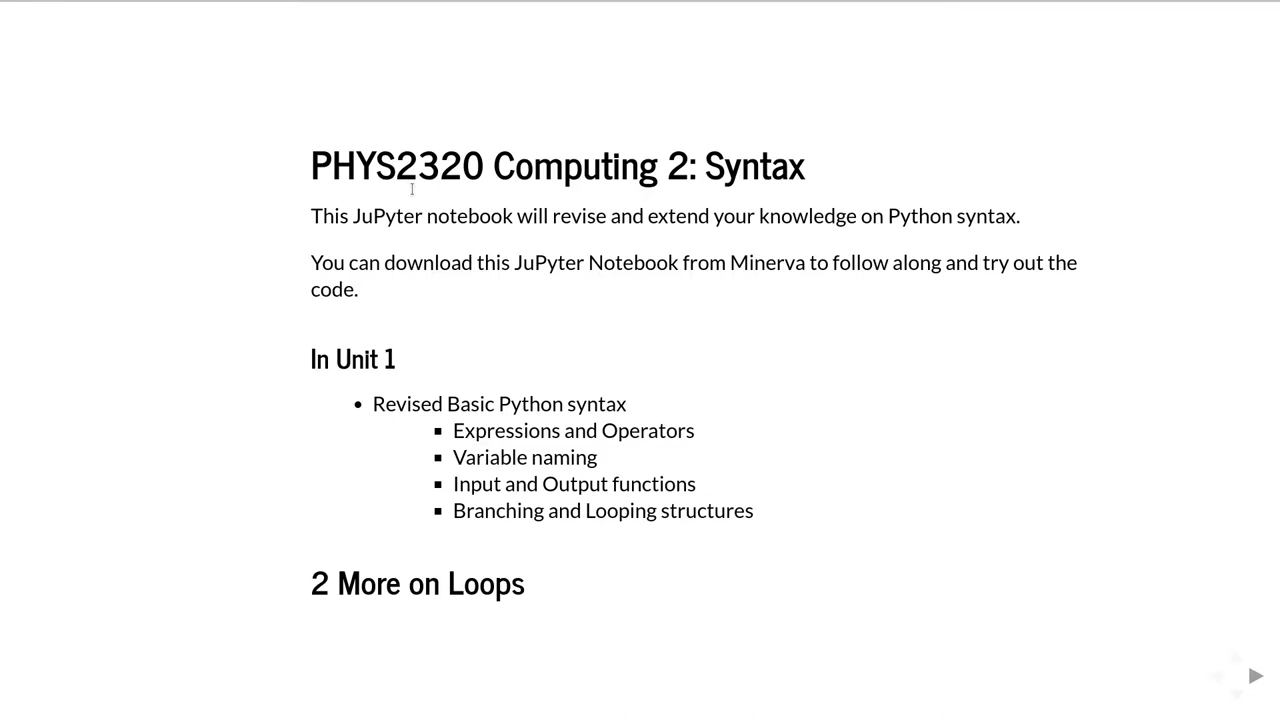 PHYS2320 Computing 2: Syntax
This JuPyter notebook will revise and extend your knowledge on Python syntax.
You can download this JuPyter Notebook from Minerva to follow along and try out the
code.
In Unit 1
• Revised Basic Python syntax
▪ Expressions and Operators
▪ Variable naming
▪ Input and Output functions
▪ Branching and Looping structures
2 More on Loops